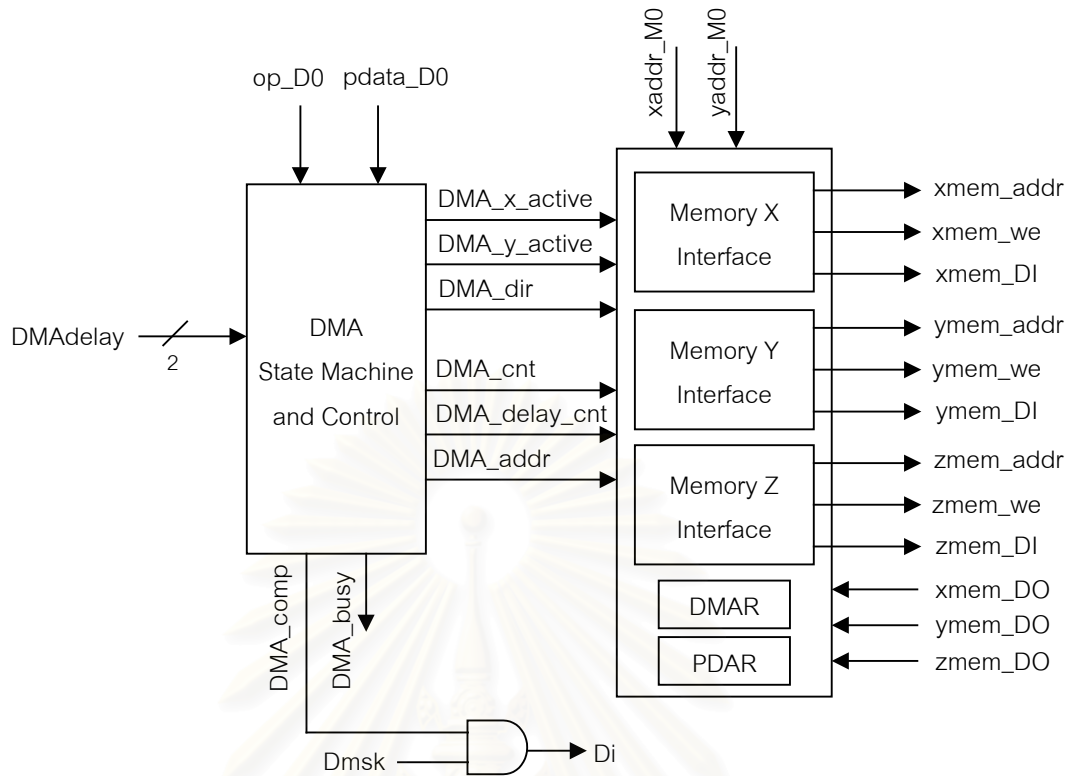 xaddr_M0
yaddr_M0
op_D0
pdata_D0
DMA_x_active
DMA_y_active
DMA_dir
DMA_cnt
DMA_delay_cnt
DMA_addr
DMAdelay
2
DMA
State Machine
and Control
Memory X
Interface
Memory Y
Interface
Memory Z
Interface
DMAR
PDAR
xmem_addr
xmem_we
xmem_DI
ymem_addr
ymem_we
ymem_DI
zmem_addr
zmem_we
zmem_DI
xmem_DO
ymem_DO
zmem_DO
DMA_comp
DMA_busy
Dmsk
Di